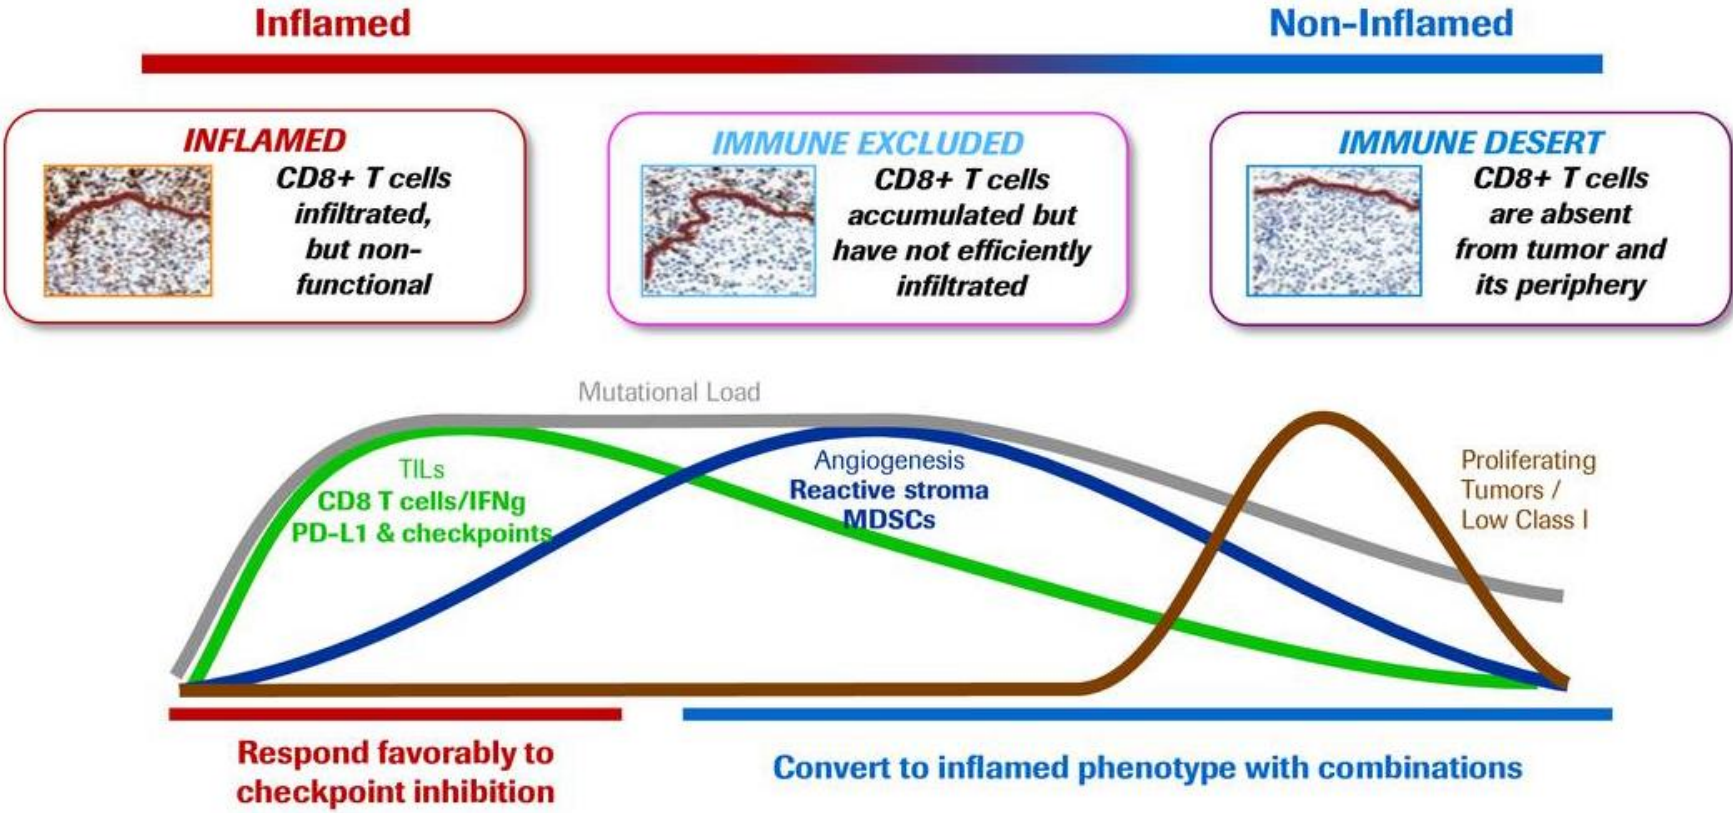 Inflamed
Non-Inflamed
INFLAMED
CD8+ T cells
infiltrated,
but non-
functional
IMMUNE EXCLUDED
CD8+ T cells
accumulated but
have not efficiently
infiltrated
IMMUNE DESERT
CD8+ T cells
are absent
from tumor and
its periphery
Mutational Load
TILs
CD8 T cells/IFNg
PD-L1 & checkpoints
Angiogenesis
Reactive stroma
MDSCs
Proliferating
Tumors /
Low Class I
Respond favorably to
checkpoint inhibition
Convert to inflamed phenotype with combinations